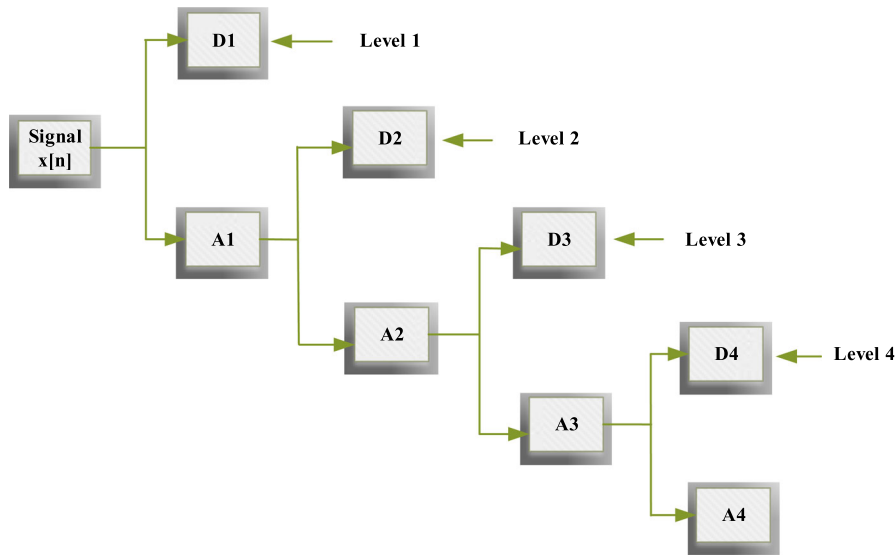 D1
Level 1
Signal
x[n]
D2
Level 2
A1
D3
Level 3
A2
D4
Level 4
A3
A4